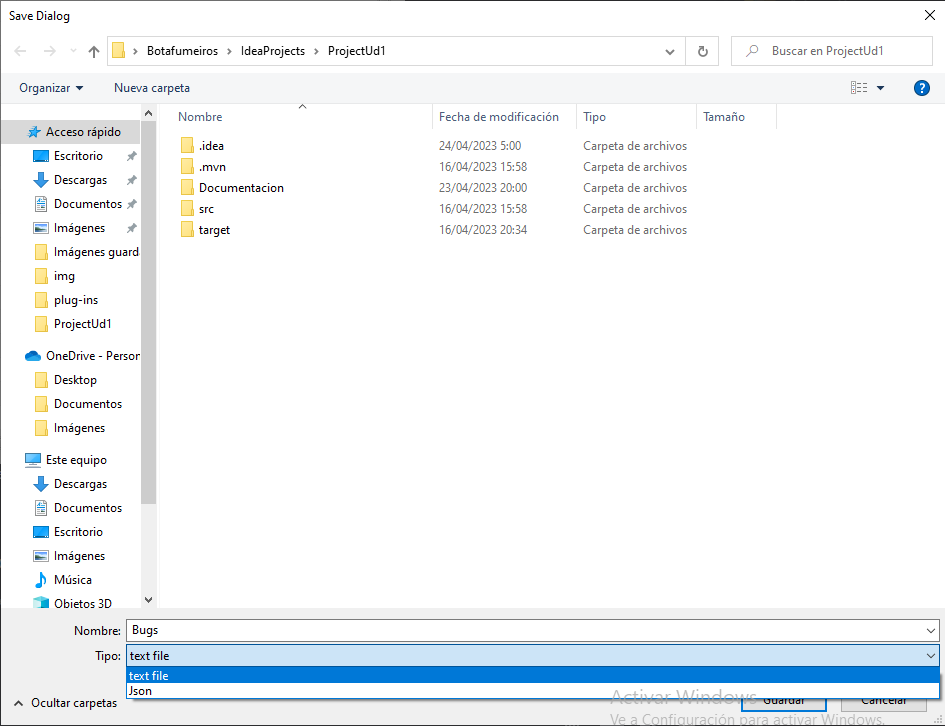 Save Dialog
Botafumeiros › IdeaProjects › ProjectUd1
Buscar en ProjectUd1
Organizar
Nueva carpeta
?
Nombre Fecha de modificación Tipo Tamaño
.idea 24/04/2023 5:00 Carpeta de archivos
.mvn 16/04/2023 15:58 Carpeta de archivos
Documentacion 23/04/2023 20:00 Carpeta de archivos
src 16/04/2023 15:58 Carpeta de archivos
target 16/04/2023 20:34 Carpeta de archivos
Acceso rápido
Escritorio
Descargas
Documentos
Imágenes
Imágenes guard
img
plug-ins
ProjectUd1
OneDrive - Person
Desktop
Documentos
Imágenes
Este equipo
Descargas
Documentos
Escritorio
Imágenes
Música
Objetos 3D
Nombre: Bugs
Tipo: text file
text file
Json
Ocultar carpetas
Guardar
Cancelar
Activar Windows
Ve a Configuración para activar Windows.